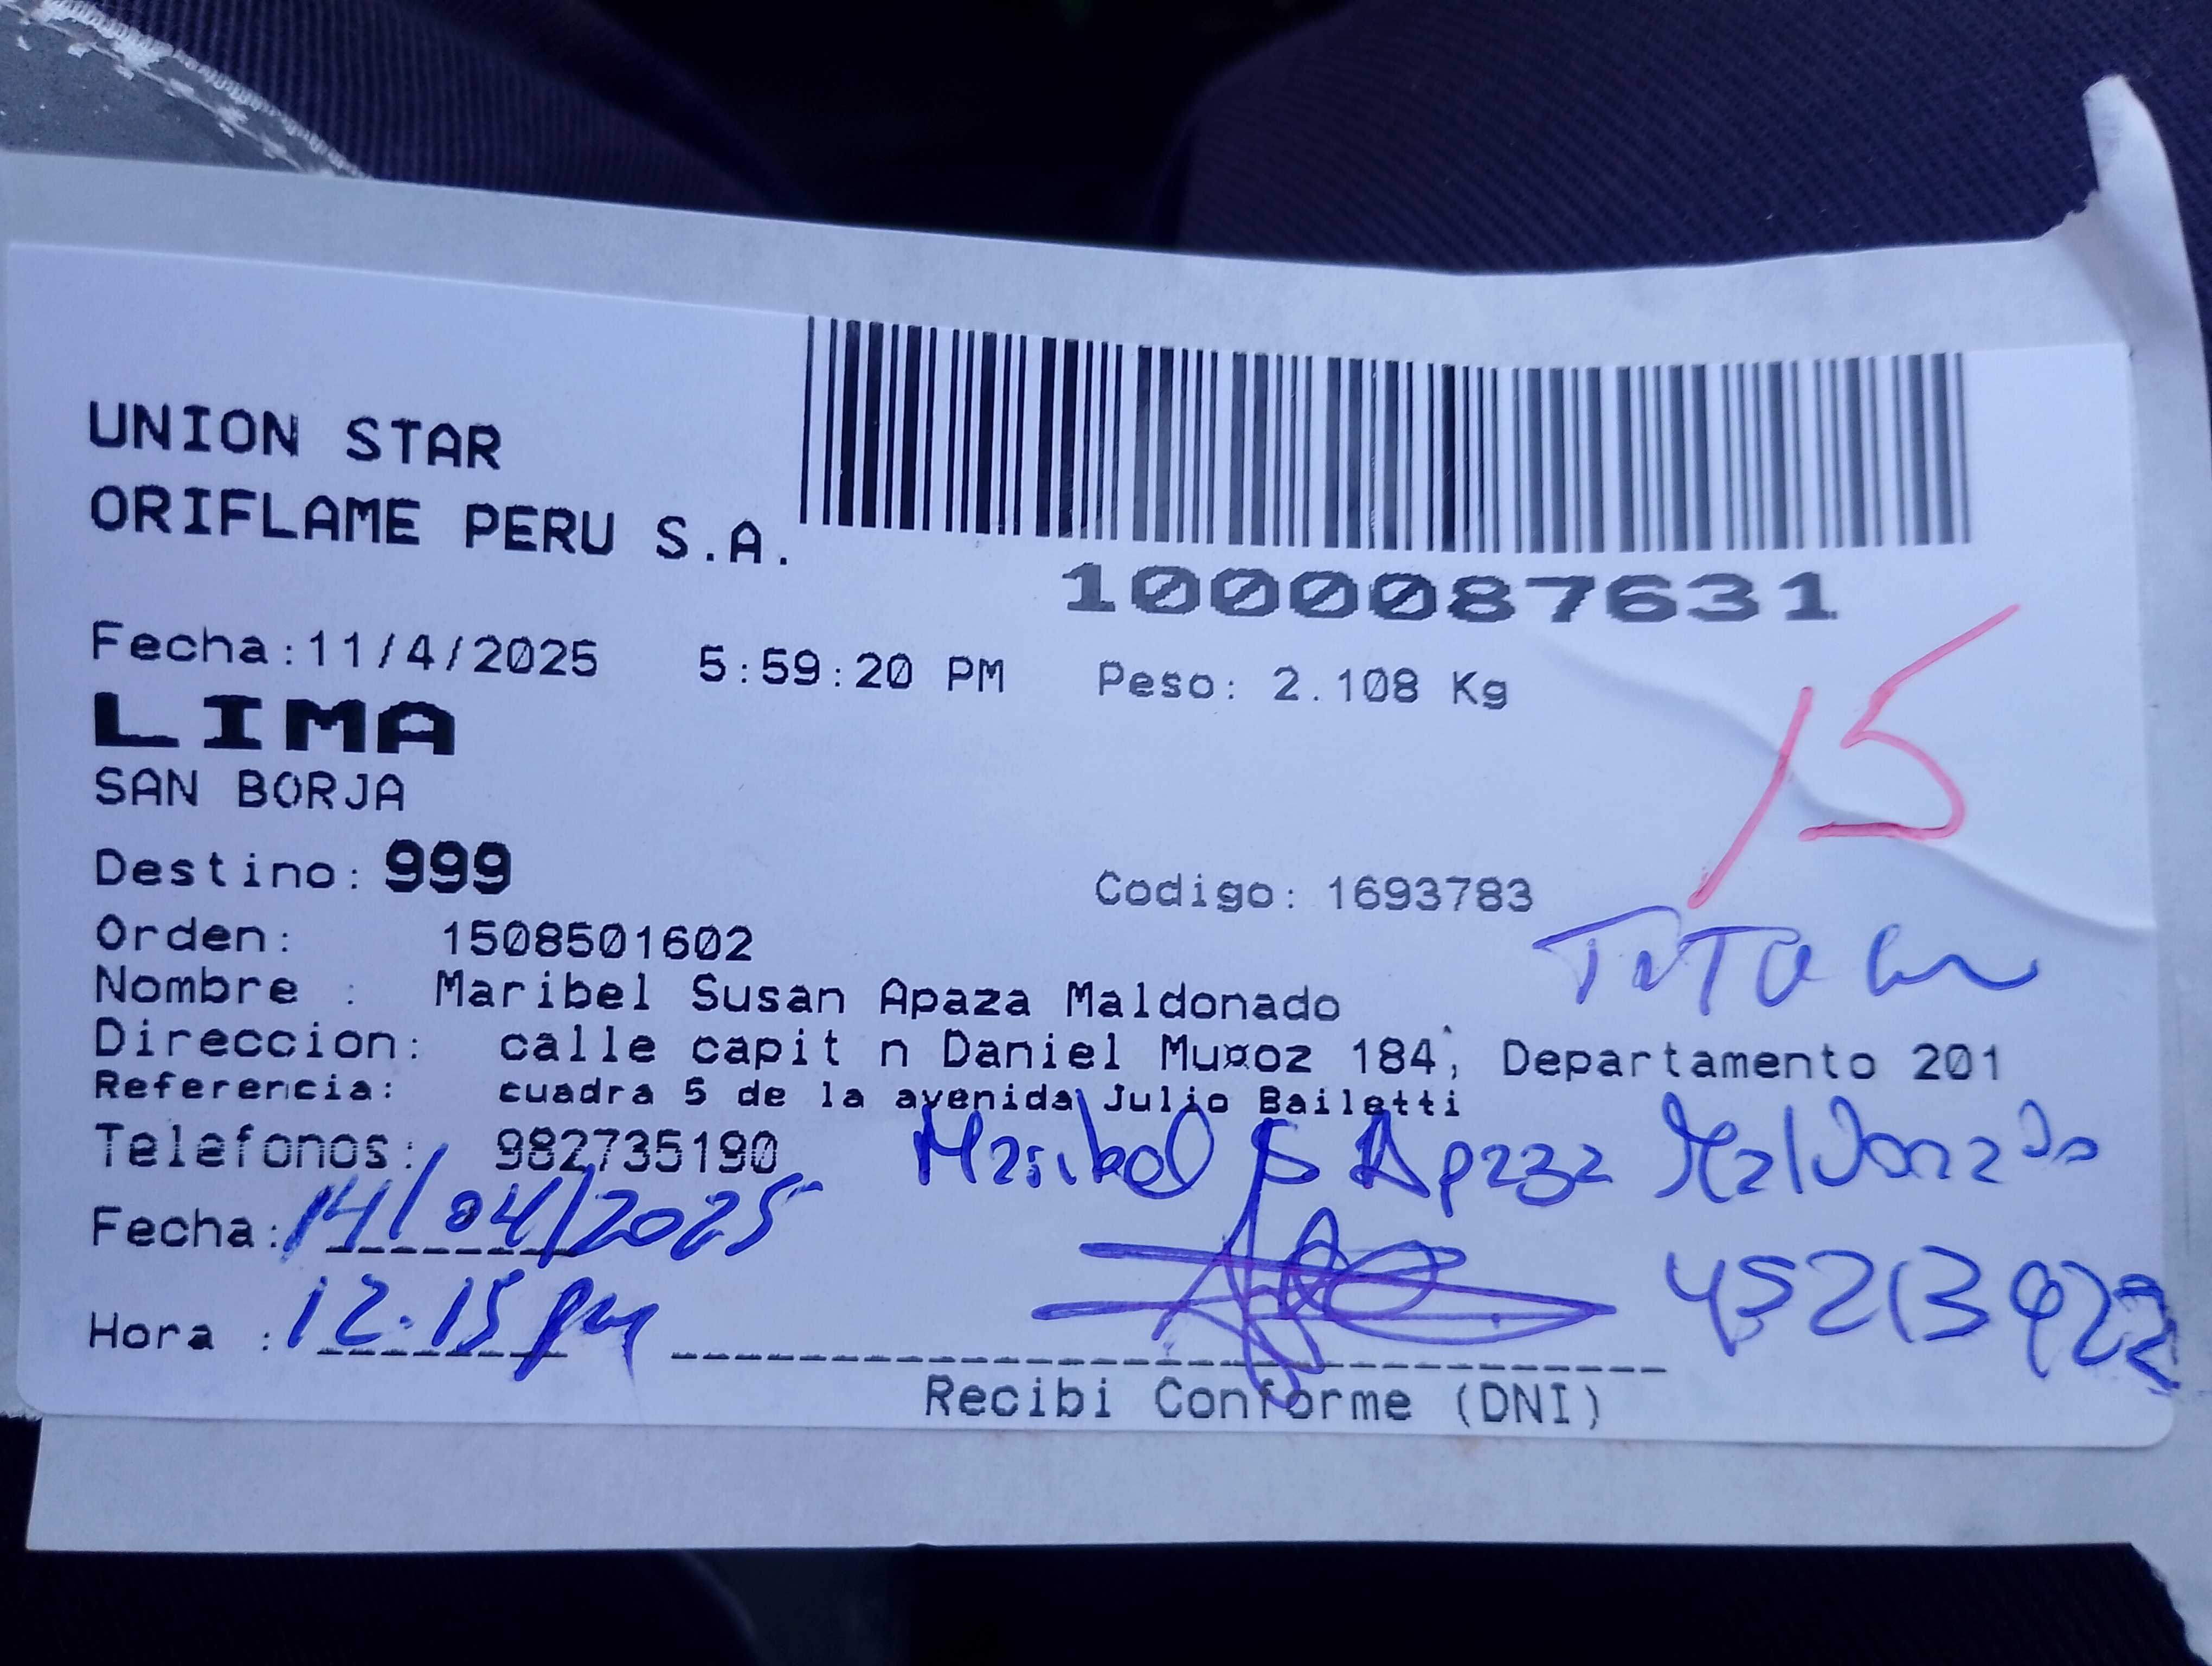 UNION STAR
ORIFLAME PERU S.A.
1000087631
Fecha:11/4/2025 5:59:20 PM Peso: 2.108 Kg
LIMA
15
SAN BORJA
Destino: 999 Codigo: 1693783
Orden: 1508501602
Nombre : Maribel Susan Apaza Maldonado
Direccion: calle capit n Daniel Mu¤oz 184, Departamento 201
Referencia: cuadra 5 de la avenida Julio Bailetti
Telefonos: 982735190
Maribel S Apaza Maldonado
Fecha: 14/04/2025
Hora : 12.15 pm
Recibi Conforme (DNI)